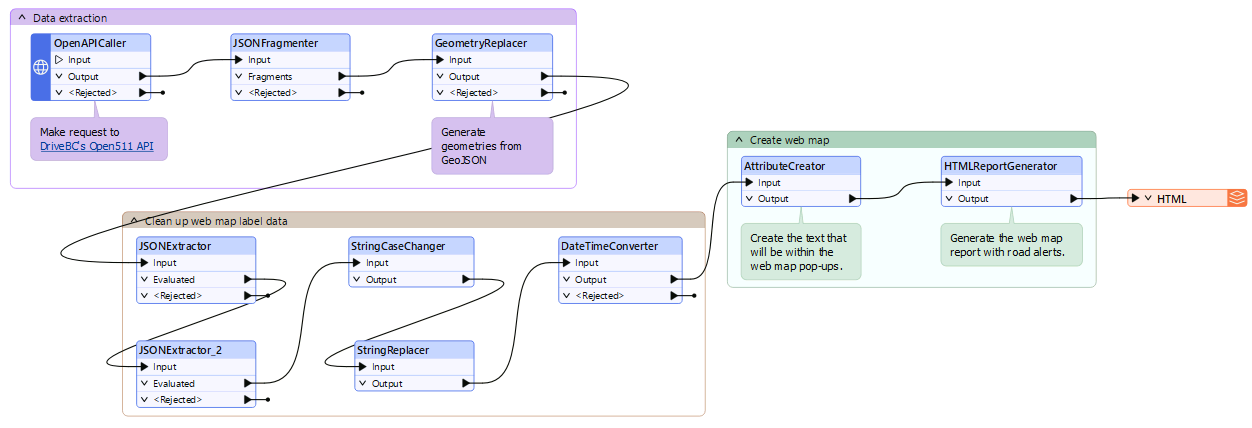 Data extraction
OpenAPICaller
Input
Output
<Rejected>
Make request to
DriveBC's Open511 API
JSONFragmenter
Input
Fragments
<Rejected>
GeometryReplacer
Input
Output
<Rejected>
Generate
geometries from
GeoJSON
Clean up web map label data
JSONExtractor
Input
Evaluated
<Rejected>
JSONExtractor_2
Input
Evaluated
<Rejected>
StringCaseChanger
Input
Output
StringReplacer
Input
Output
DateTimeConverter
Input
Output
<Rejected>
Create web map
AttributeCreator
Input
Output
Create the text that
will be within the
web map pop-ups.
HTMLReportGenerator
Input
Output
Generate the web map
report with road alerts.
HTML